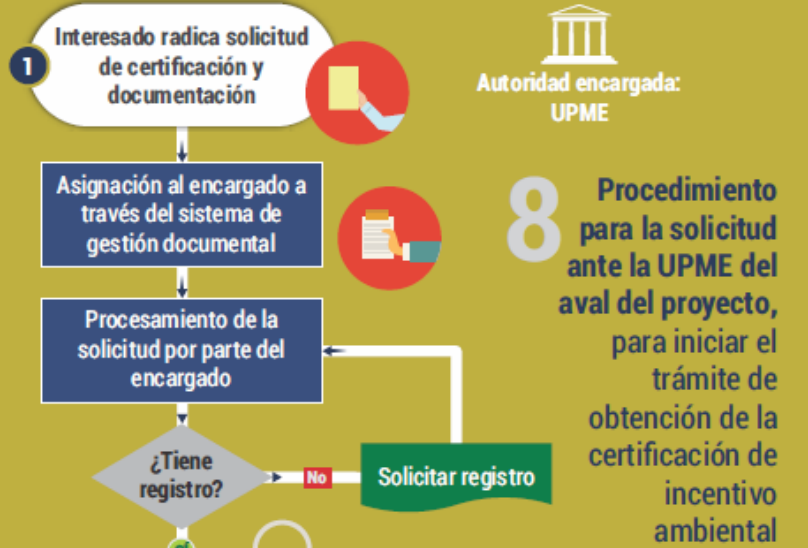 1
Interesado radica solicitud
de certificación y
documentación
Autoridad encargada:
UPME
Asignación al encargado a
través del sistema de
gestión documental
8
Procedimiento
para la solicitud
ante la UPME del
aval del proyecto,
para iniciar el
trámite de
obtención de la
certificación de
incentivo
ambiental
Procesamiento de la
solicitud por parte del
encargado
¿Tiene
registro?
No
Solicitar registro